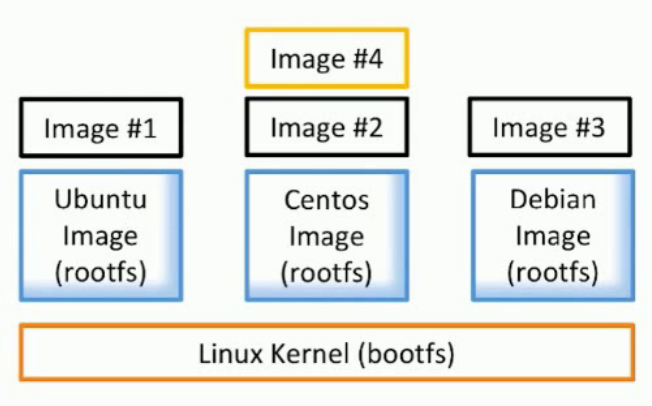 Image #4
Image #1
Image #2
Image #3
Ubuntu
Image
(rootfs)
Centos
Image
(rootfs)
Debian
Image
(rootfs)
Linux Kernel (bootfs)